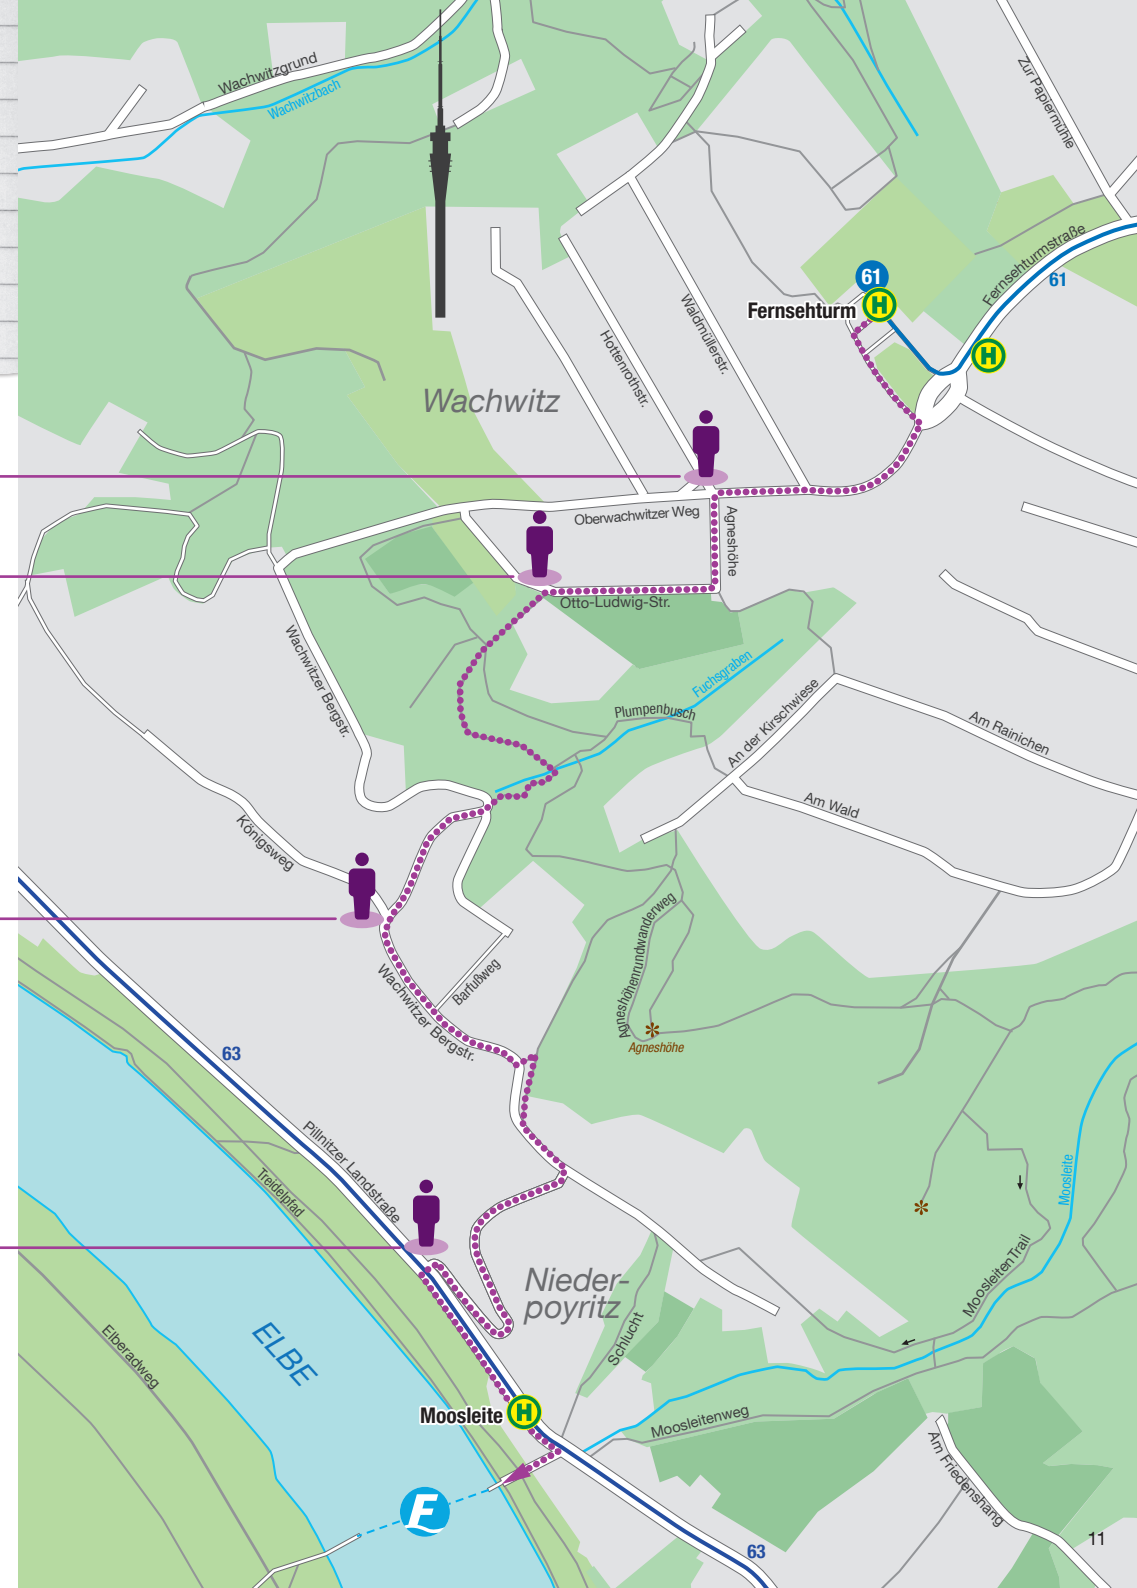 Wachwitzgrund
Wachwitzbach
Zur Papiermühle
Fernsehturmstraße
61
61
H
Fernsehturm
H
Waldmüllerstr.
Hottenrothstr.
Wachwitz
Oberwachwitzer Weg
Agneshöhe
Otto-Ludwig-Str.
Wachwitzer Bergstr.
Fuchsgraben
Plumpenbusch
An der Kirschwiese
Am Rainichen
Am Wald
Königsweg
Agneshöhenrundwanderweg
Barfußweg
Wachwitzer Bergstr.
Agneshöhe
63
Pillnitzer Landstraße
Treidelpfad
Moosleite
MoosleitenTrail
Nieder-
poyritz
Schlucht
ELBE
Elberadweg
Moosleite
H
Moosleitenweg
Am Friedenshang
F
63
11